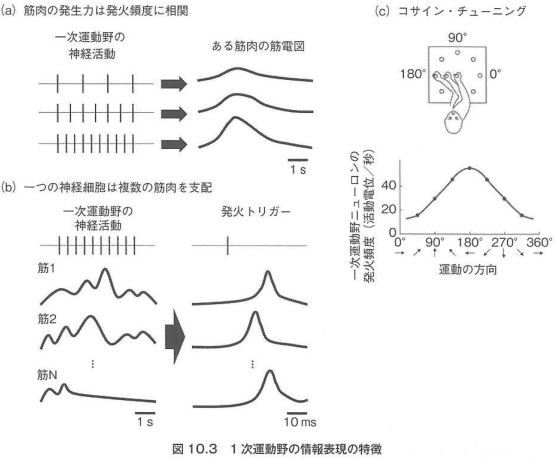 (a) 筋肉の発生力は発火頻度に相関
一次運動野の
神経活動
ある筋肉の筋電図
1 s
(b) 一つの神経細胞は複数の筋肉を支配
一次運動野の
神経活動
発火トリガー
筋1
筋2
…
…
筋N
1 s
10 ms
(c) コサイン・チューニング
90°
180°
0°
一次運動野ニューロンの
発火頻度(活動電位/秒)
40
20
0
0° 90° 180° 270° 360°
→ ↗ ↑ ↖ ← ↙ ↓ ↘ →
運動の方向
図 10.3 1 次運動野の情報表現の特徴